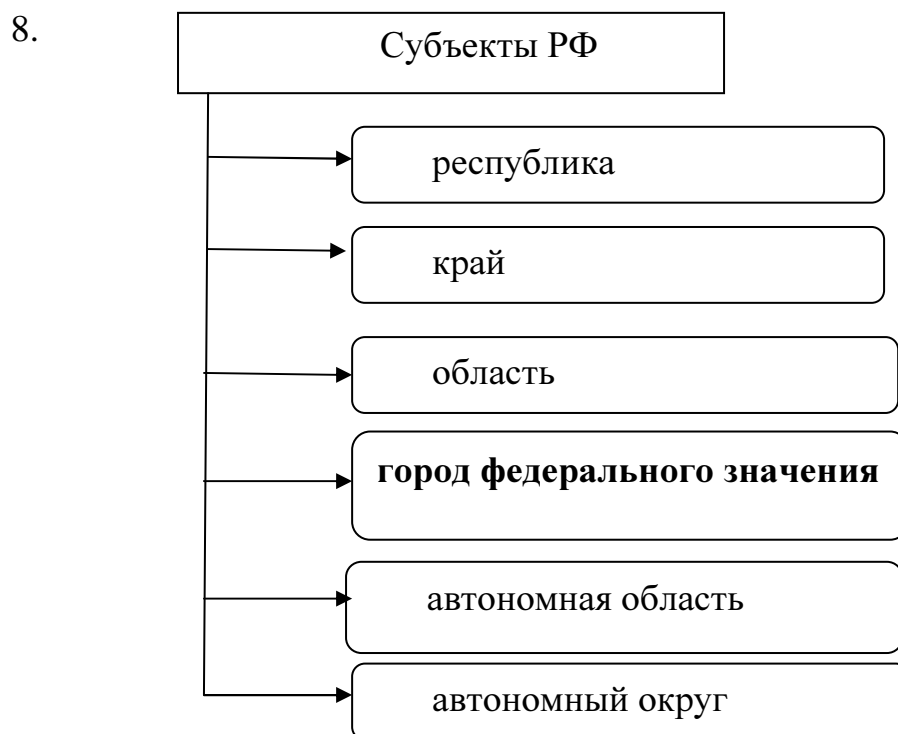 8.
Субъекты РФ
республика
край
область
город федерального значения
автономная область
автономный округ